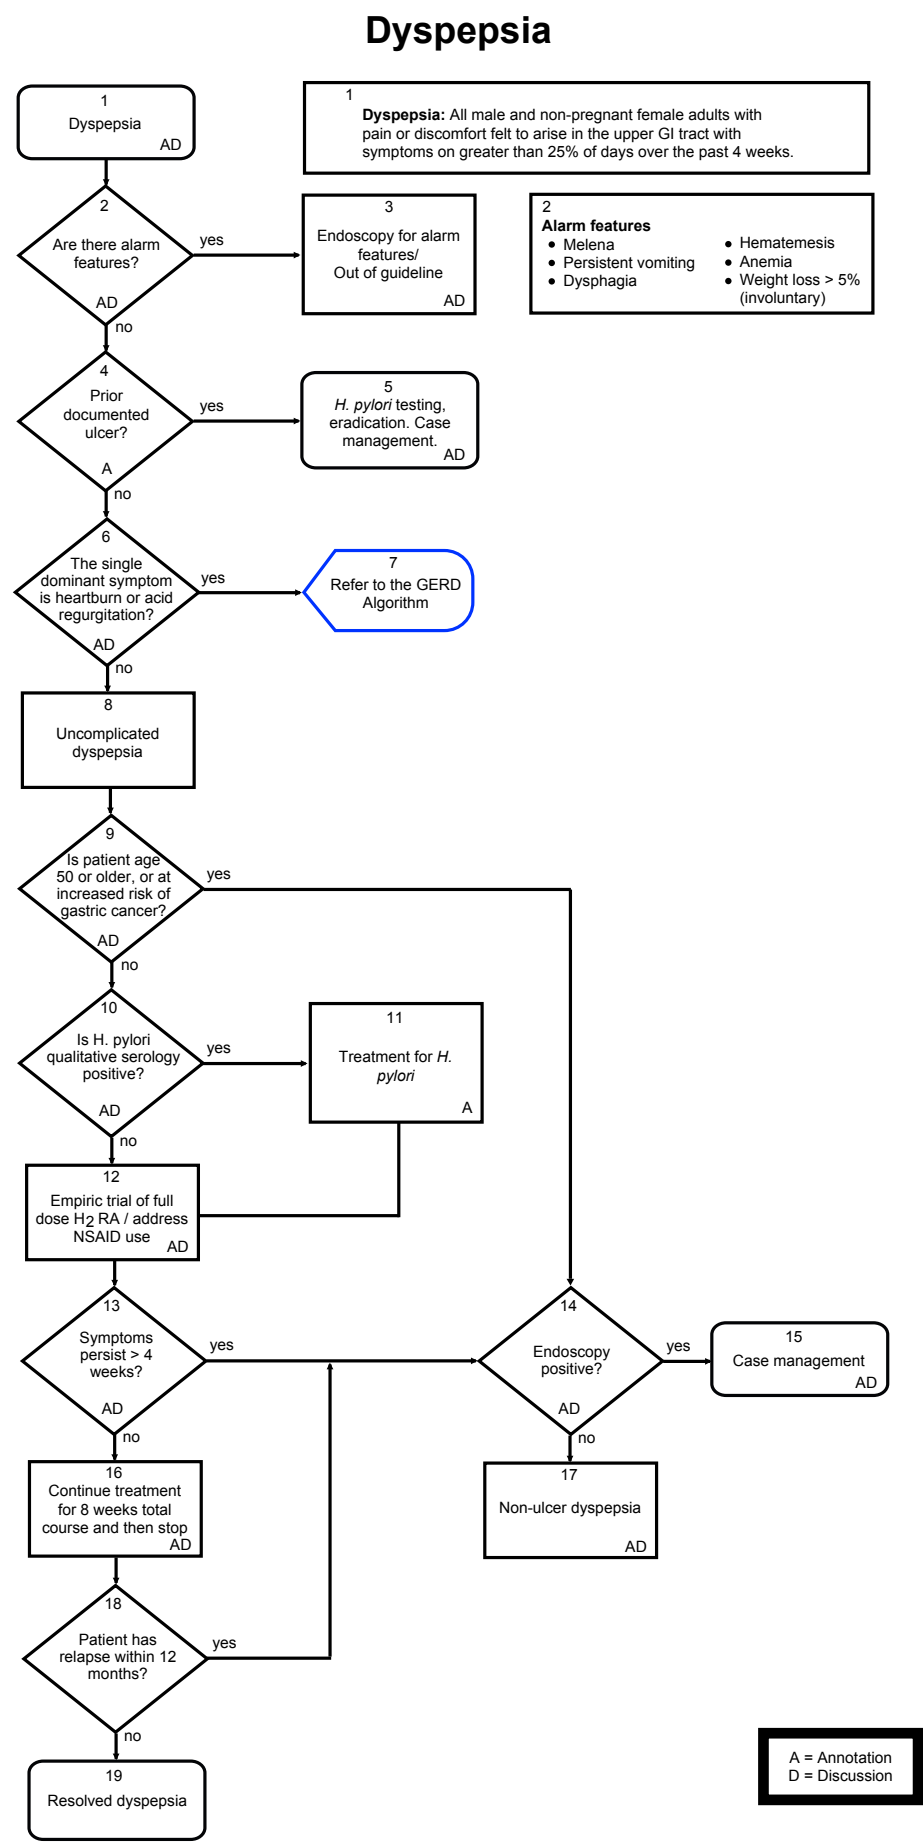 Dyspepsia
1
Dyspepsia
AD
1
Dyspepsia: All male and non-pregnant female adults with
pain or discomfort felt to arise in the upper GI tract with
symptoms on greater than 25% of days over the past 4 weeks.
2
Are there alarm
features?
AD
yes
no
3
Endoscopy for alarm
features/
Out of guideline
AD
2
Alarm features
• Melena
• Persistent vomiting
• Dysphagia
• Hematemesis
• Anemia
• Weight loss > 5%
(involuntary)
4
Prior
documented
ulcer?
A
yes
no
5
H. pylori testing,
eradication. Case
management.
AD
6
The single
dominant symptom
is heartburn or acid
regurgitation?
AD
yes
no
7
Refer to the GERD
Algorithm
8
Uncomplicated
dyspepsia
9
Is patient age
50 or older, or at
increased risk of
gastric cancer?
AD
yes
no
10
Is H. pylori
qualitative serology
positive?
AD
yes
no
11
Treatment for H.
pylori
A
12
Empiric trial of full
dose H2 RA / address
NSAID use
AD
13
Symptoms
persist > 4
weeks?
AD
yes
no
14
Endoscopy
positive?
AD
yes
no
15
Case management
AD
16
Continue treatment
for 8 weeks total
course and then stop
AD
17
Non-ulcer dyspepsia
AD
18
Patient has
relapse within 12
months?
yes
no
19
Resolved dyspepsia
A = Annotation
D = Discussion